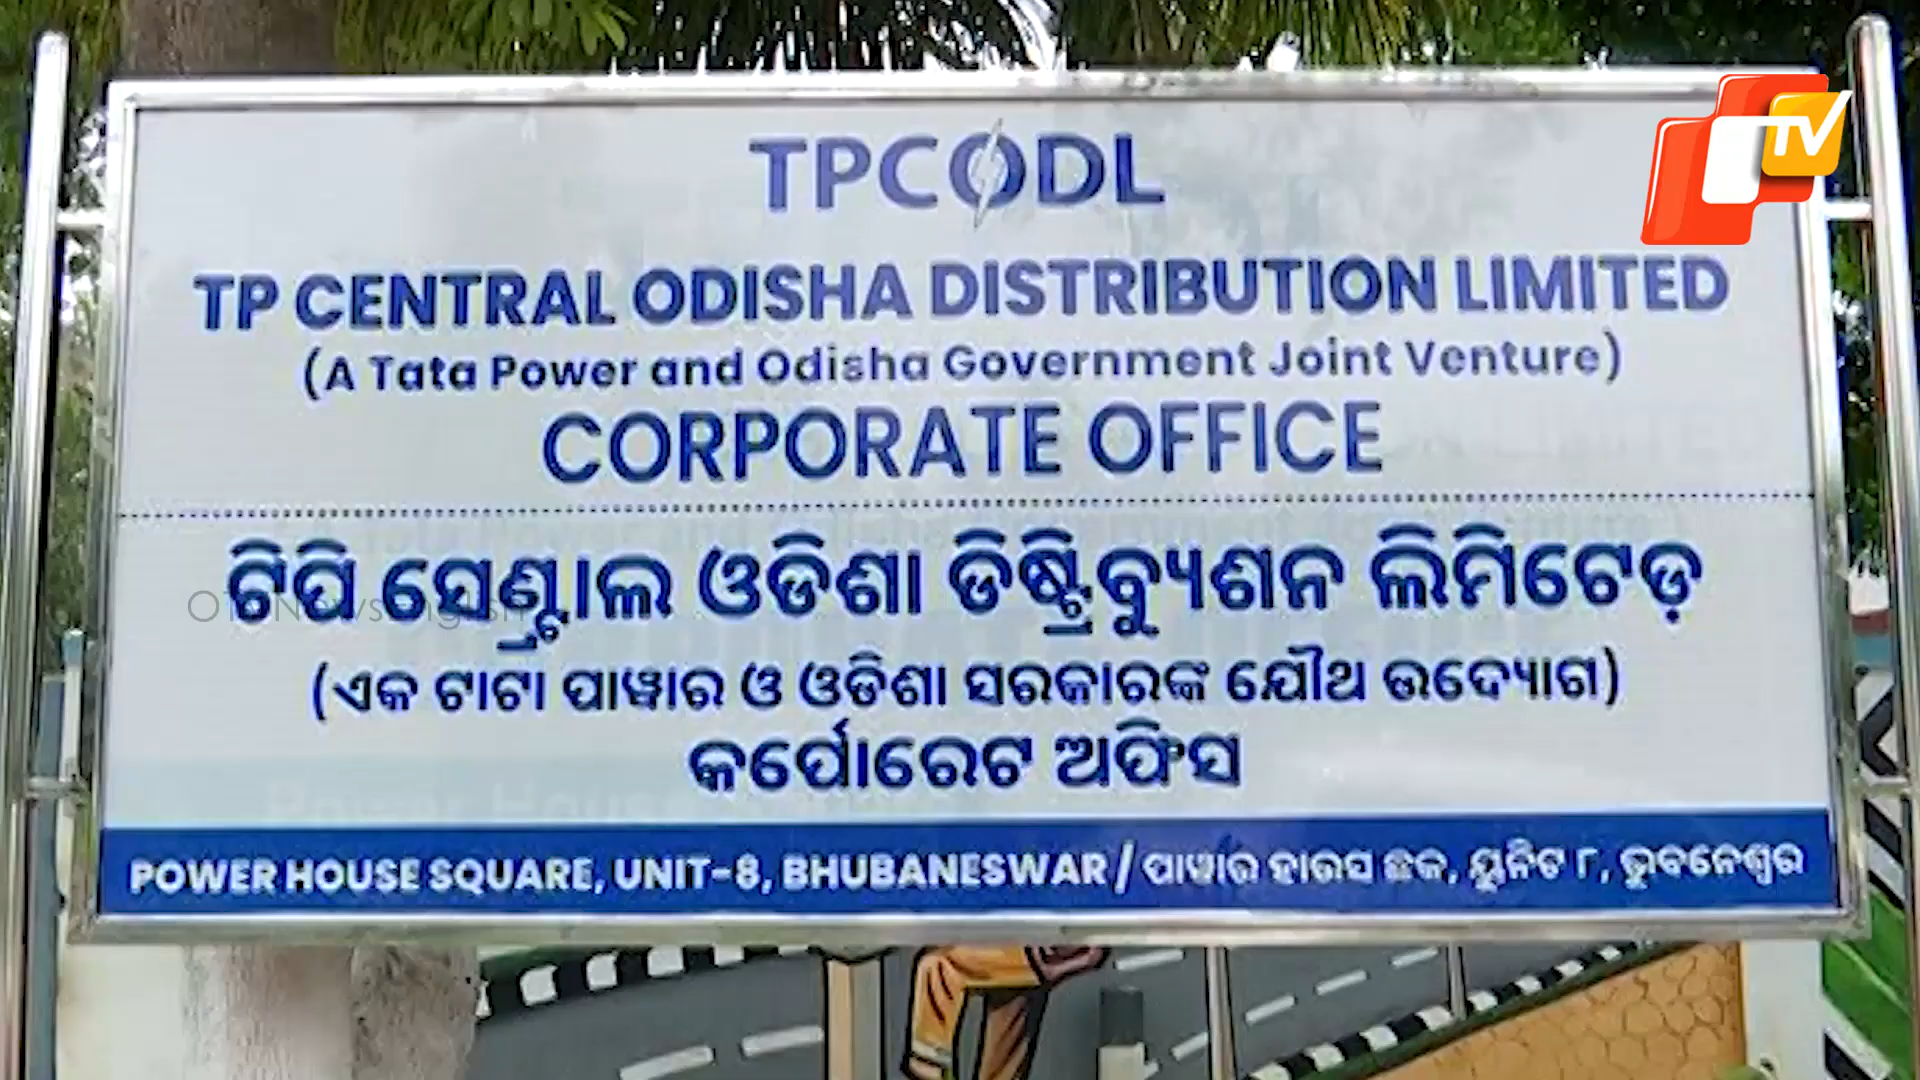 TV
TPCODL
TP CENTRAL ODISHA DISTRIBUTION LIMITED
(A Tata Power and Odisha Government Joint Venture)
CORPORATE OFFICE
ଟିପି ସେଣ୍ଟ୍ରାଲ ଓଡିଶା ଡିଷ୍ଟ୍ରିବ୍ୟୁଶନ ଲିମିଟେଡ଼
(ଏକ ଟାଟା ପାୱାର ଓ ଓଡିଶା ସରକାରଙ୍କ ଯୌଥ ଉଦ୍ୟୋଗ)
କର୍ପୋରେଟ ଅଫିସ
POWER HOUSE SQUARE, UNIT-8, BHUBANESWAR / ପାୱାର ହାଉସ ଛକ, ୟୁନିଟ ୮, ଭୁବନେଶ୍ୱର